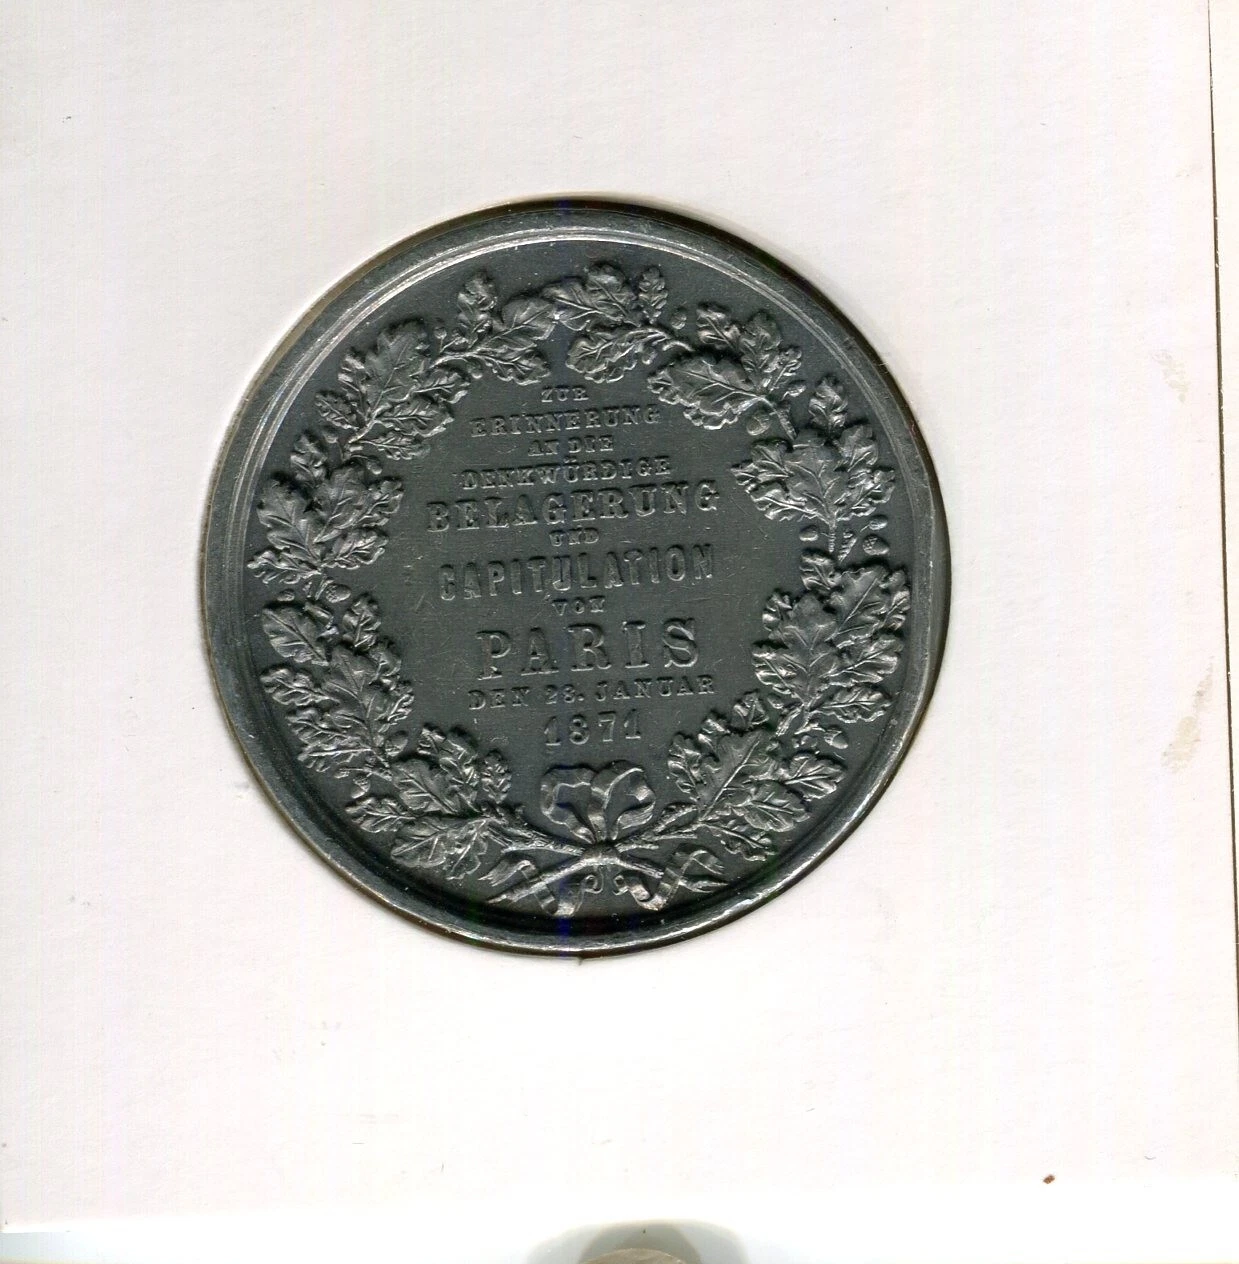 ZUR
ERINNERUNG
AN DIE
DENKWÜRDIGE
BELAGERUNG
UND
CAPITULATION
VON
PARIS
DEN 28. JANUAR
1871